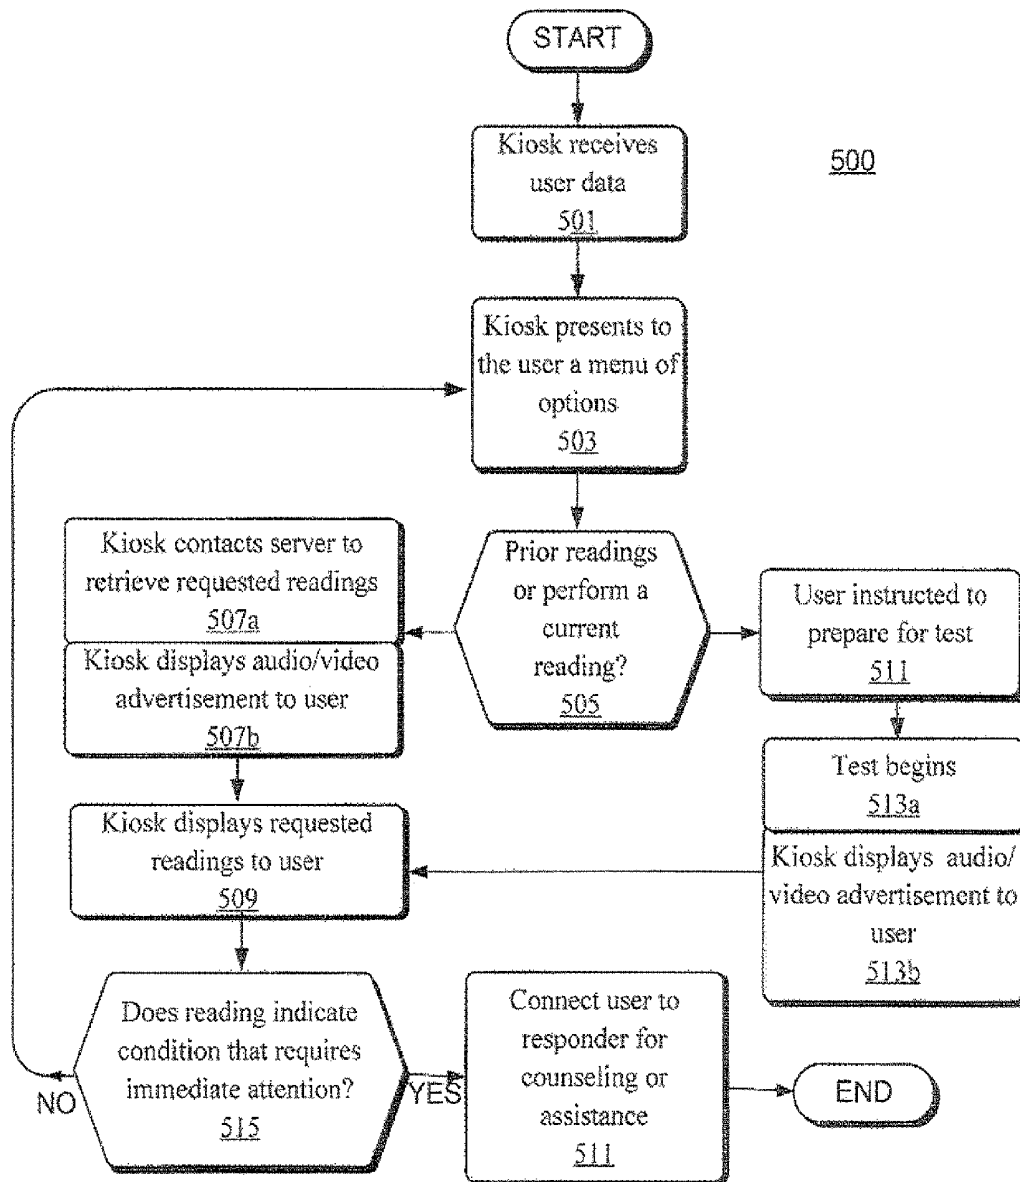 START
Kiosk receives
user data
501
500
Kiosk presents to
the user a menu of
options
503
Prior readings
or perform a
current
reading?
505
Kiosk contacts server to
retrieve requested readings
507a
Kiosk displays audio/video
advertisement to user
507b
User instructed to
prepare for test
511
Test begins
513a
Kiosk displays audio/
video advertisement to
user
513b
Kiosk displays requested
readings to user
509
Does reading indicate
condition that requires
immediate attention?
515
NO
YES
Connect user to
responder for
counseling or
assistance
511
END